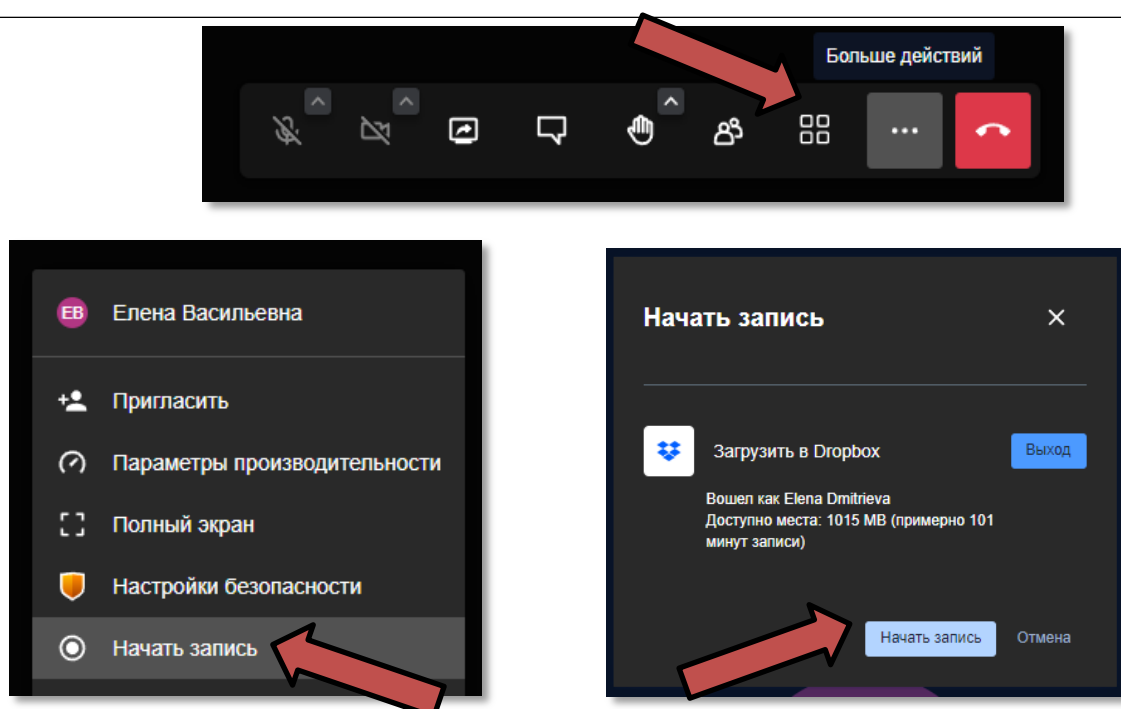 Больше действий
ЕВ
Елена Васильевна
Пригласить
Параметры производительности
Полный экран
Настройки безопасности
Начать запись
Начать запись
Загрузить в Dropbox
Выход
Вошел как Elena Dmitrieva
Доступно места: 1015 MB (примерно 101
минут записи)
Начать запись
Отмена